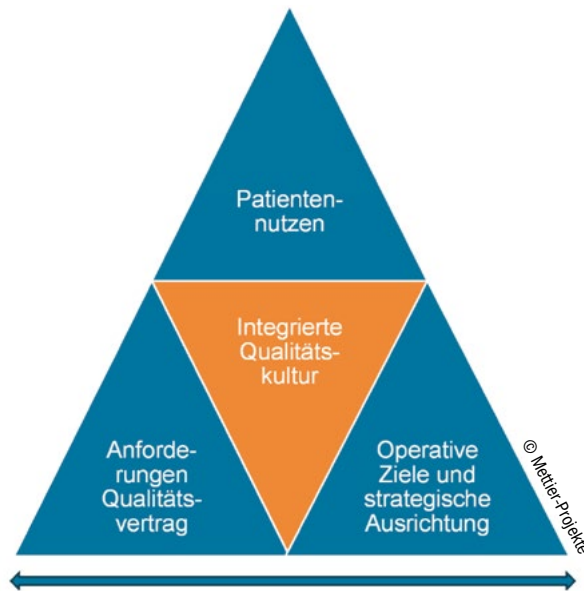 Patienten-
nutzen
Integrierte
Qualitäts-
kultur
Anforde-
rungen
Qualitäts-
vertrag
Operative
Ziele und
strategische
Ausrichtung
© Mettier-Projekte